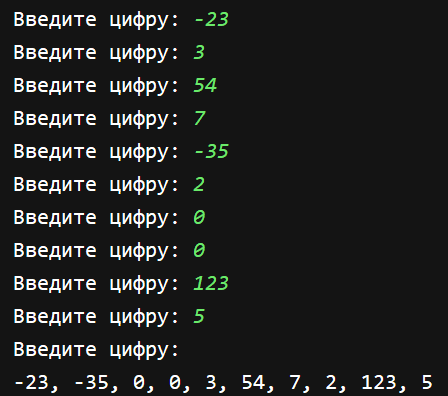 Введите цифру: -23
Введите цифру: 3
Введите цифру: 54
Введите цифру: 7
Введите цифру: -35
Введите цифру: 2
Введите цифру: 0
Введите цифру: 0
Введите цифру: 123
Введите цифру: 5
Введите цифру:
-23, -35, 0, 0, 3, 54, 7, 2, 123, 5